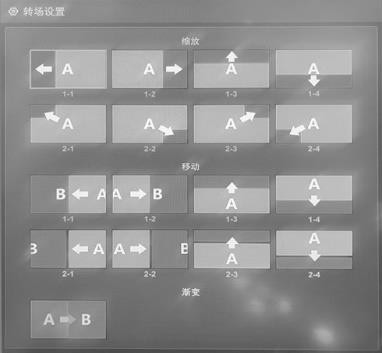 转场设置
缩放
A A A A
1-1 1-2 1-3 1-4
A A A A
2-1 2-2 2-3 2-4
移动
B A A B A A
1-1 1-2 1-3 1-4
B A A B A A
2-1 2-2 2-3 2-4
渐变
A B